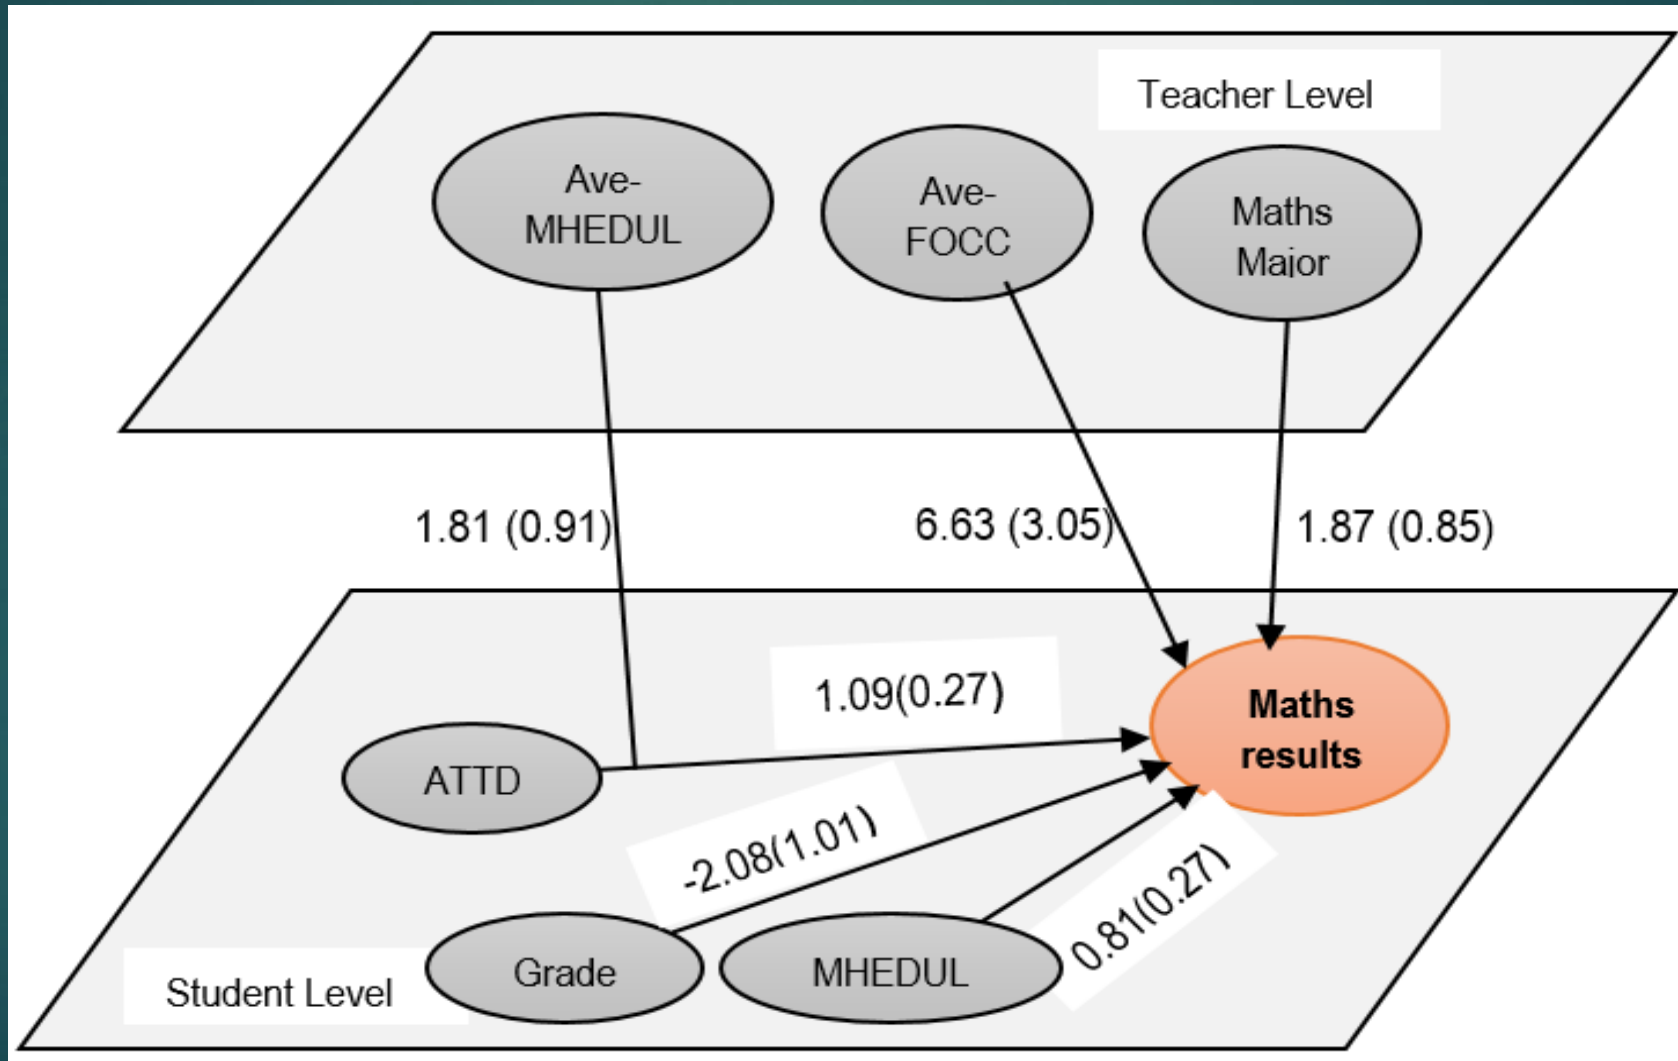 Teacher Level
Ave-
MHEDUL
Ave-
FOCC
Maths
Major
1.81 (0.91)
6.63 (3.05)
1.87 (0.85)
1.09(0.27)
Maths
results
ATTD
-2.08(1.01)
0.81(0.27)
Grade
MHEDUL
Student Level